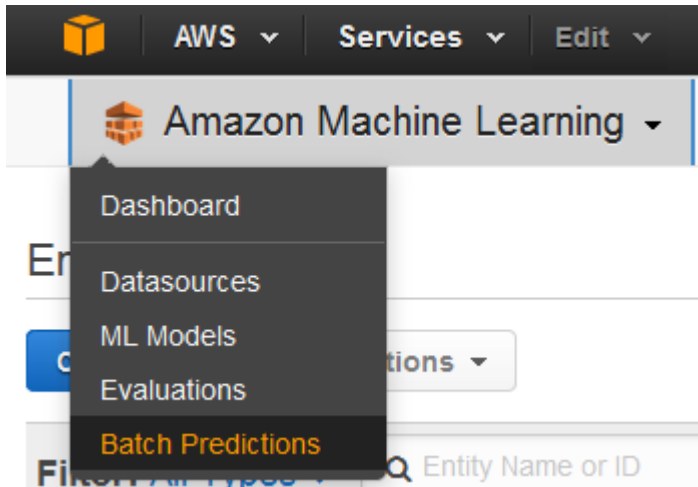 AWS Services Edit
Amazon Machine Learning
Dashboard
Datasources
ML Models
Evaluations
Batch Predictions
Entity Name or ID